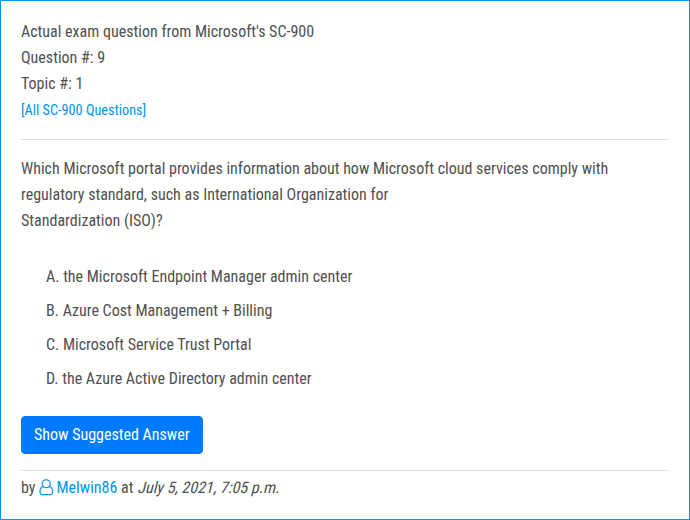 Actual exam question from Microsoft's SC-900
Question #: 9
Topic #: 1
[All SC-900 Questions]
Which Microsoft portal provides information about how Microsoft cloud services comply with
regulatory standard, such as International Organization for
Standardization (ISO)?
A. the Microsoft Endpoint Manager admin center
B. Azure Cost Management + Billing
C. Microsoft Service Trust Portal
D. the Azure Active Directory admin center
Show Suggested Answer
by Melwin86 at July 5, 2021, 7:05 p.m.